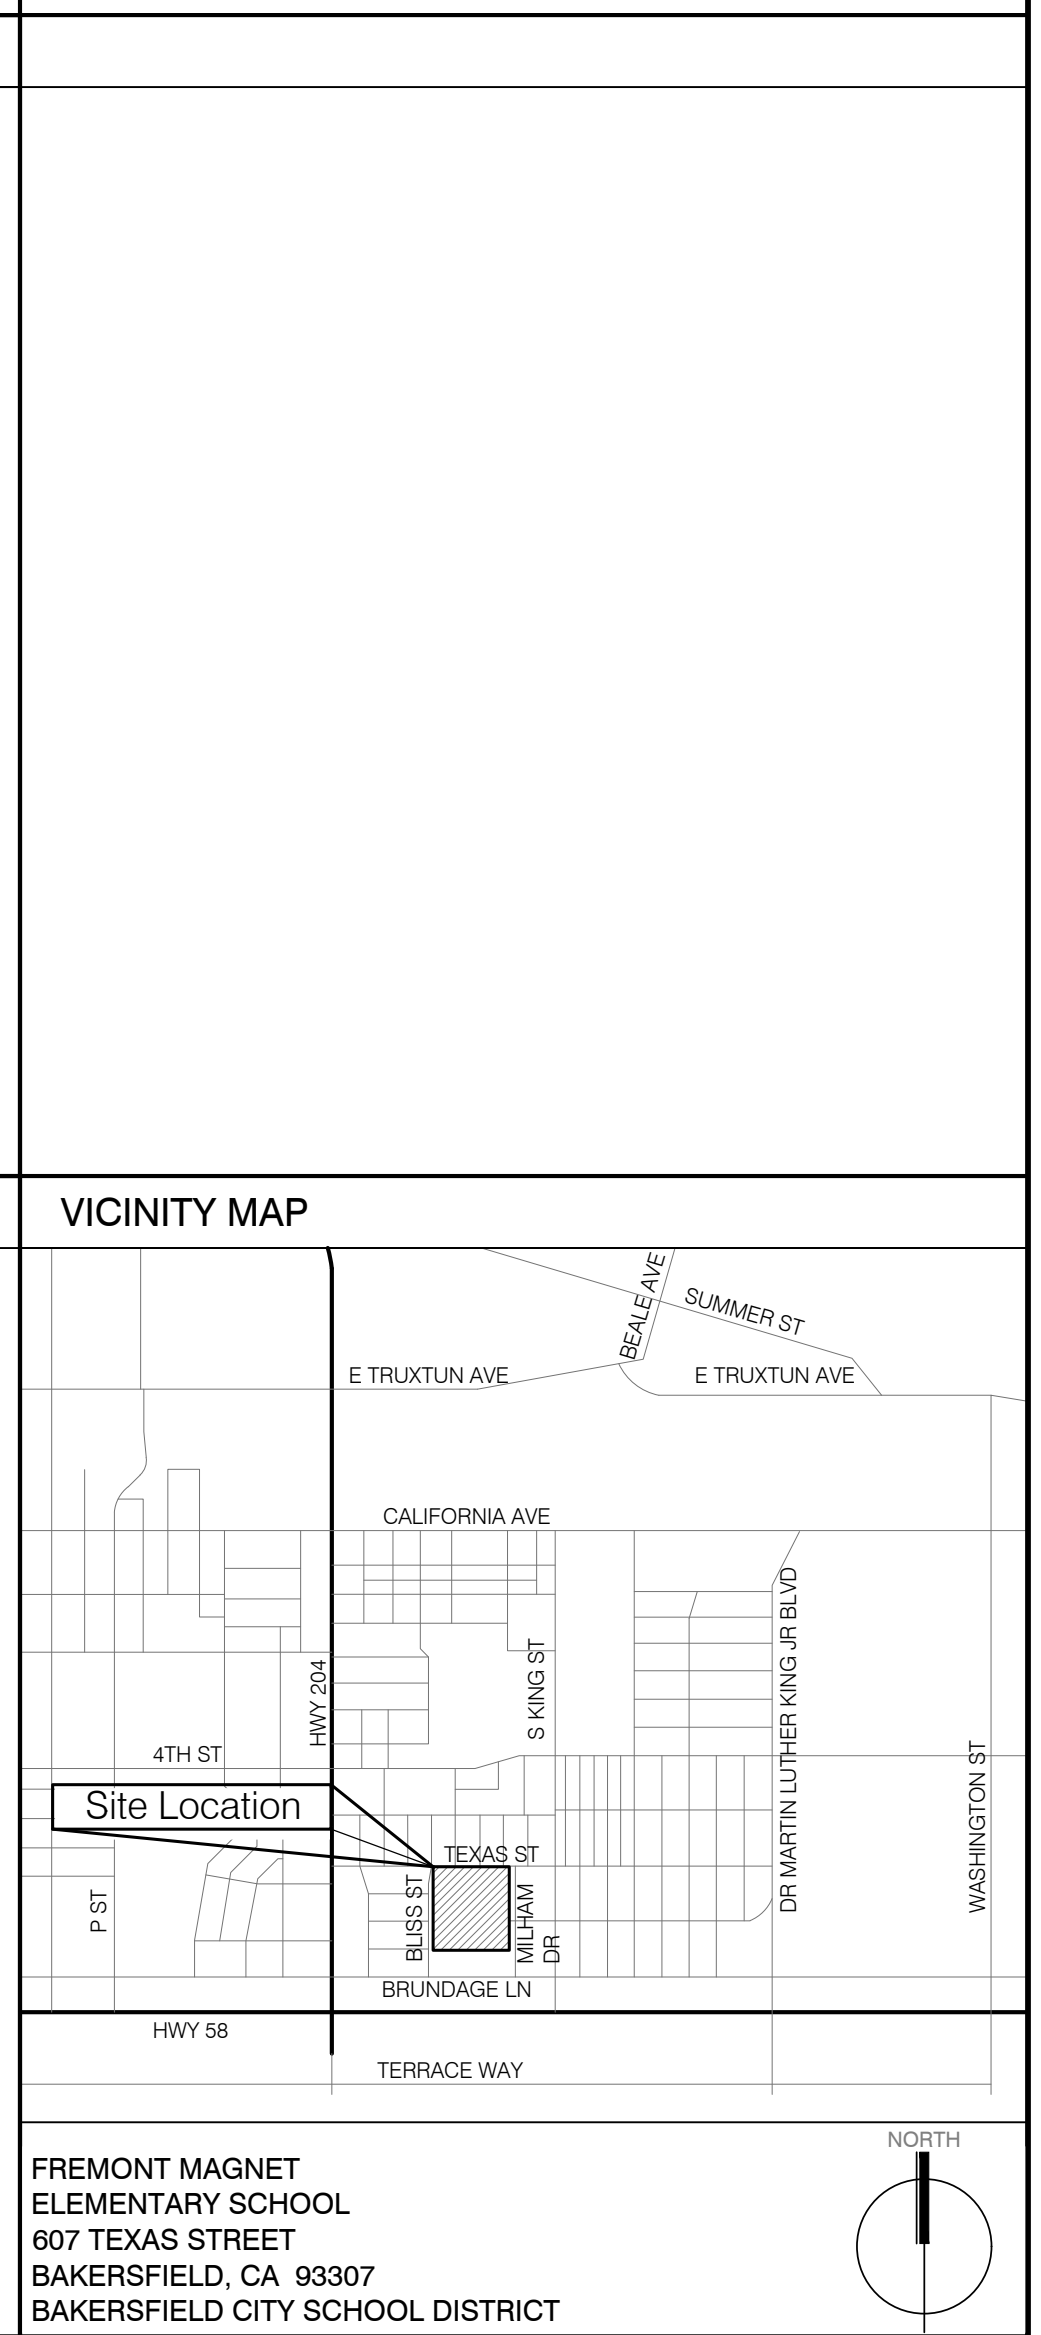 VICINITY MAP
BEALE AVE
SUMMER ST
E TRUXTUN AVE
E TRUXTUN AVE
CALIFORNIA AVE
HWY 204
S KING ST
DR MARTIN LUTHER KING JR BLVD
WASHINGTON ST
4TH ST
Site Location
TEXAS ST
P ST
BLISS ST
MILHAM
DR
BRUNDAGE LN
HWY 58
TERRACE WAY
NORTH
FREMONT MAGNET
ELEMENTARY SCHOOL
607 TEXAS STREET
BAKERSFIELD, CA 93307
BAKERSFIELD CITY SCHOOL DISTRICT